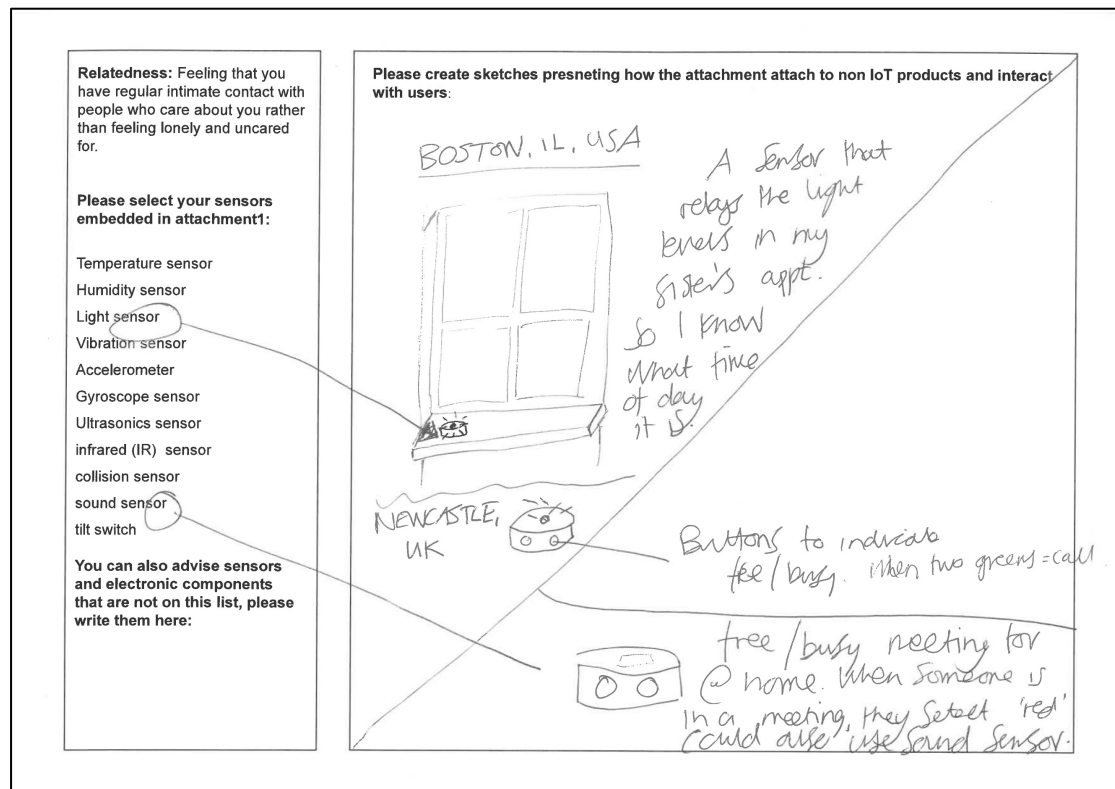 Relatedness: Feeling that you
have regular intimate contact with
people who care about you rather
than feeling lonely and uncared
for.
Please select your sensors
embedded in attachment1:
Temperature sensor
Humidity sensor
Light sensor
Vibration sensor
Accelerometer
Gyroscope sensor
Ultrasonics sensor
infrared (IR)  sensor
collision sensor
sound sensor
tilt switch
You can also advise sensors
and electronic components
that are not on this list, please
write them here:
Please create sketches presneting how the attachment attach to non IoT products and interact
with users:
BOSTON, IL, USA
A sensor that
relays the light
levels in my
sister's appt.
So I know
what time
of day
it is.
NEWCASTLE,
UK
Buttons to indicate
free/busy. When two greens=call
free/busy meeting for
@ home. When someone is
in a meeting, they select 'red'
could also use sound sensor.